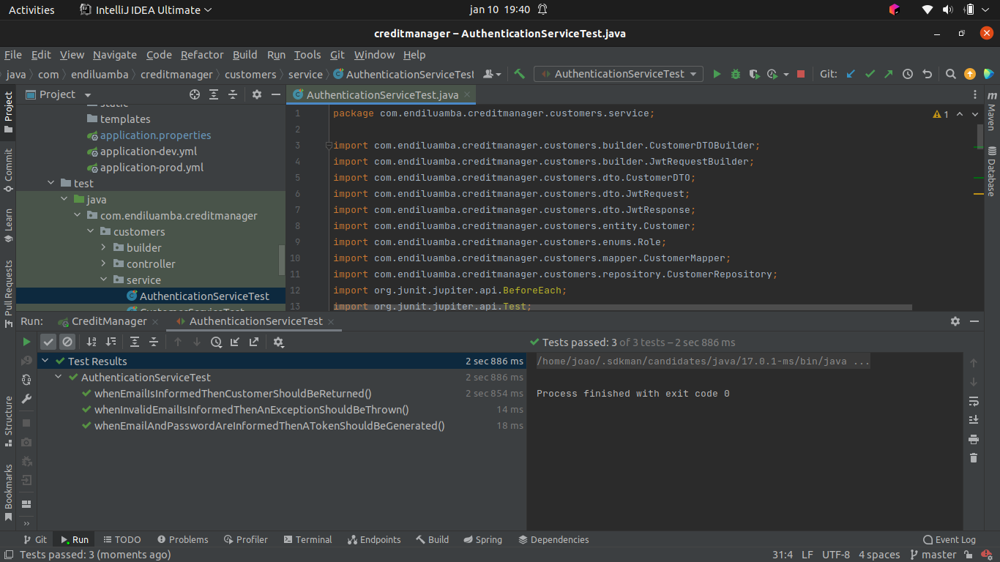 Activities IntelliJ IDEA Ultimate jan 10 19:40
creditmanager – AuthenticationServiceTest.java
File Edit View Navigate Code Refactor Build Run Tools Git Window Help
java com endiluamba creditmanager customers service AuthenticationServiceTest AuthenticationServiceTest Git:
Project
AuthenticationServiceTest.java
static
templates
application.properties
application-dev.yml
application-prod.yml
test
java
com.endiluamba.creditmanager
customers
builder
controller
service
AuthenticationServiceTest
CustomerServiceTest
1 package com.endiluamba.creditmanager.customers.service;
1
2
3 import com.endiluamba.creditmanager.customers.builder.CustomerDTOBuilder;
4 import com.endiluamba.creditmanager.customers.builder.JwtRequestBuilder;
5 import com.endiluamba.creditmanager.customers.dto.CustomerDTO;
6 import com.endiluamba.creditmanager.customers.dto.JwtRequest;
7 import com.endiluamba.creditmanager.customers.dto.JwtResponse;
8 import com.endiluamba.creditmanager.customers.entity.Customer;
9 import com.endiluamba.creditmanager.customers.enums.Role;
10 import com.endiluamba.creditmanager.customers.mapper.CustomerMapper;
11 import com.endiluamba.creditmanager.customers.repository.CustomerRepository;
12 import org.junit.jupiter.api.BeforeEach;
13 import org.junit.jupiter.api.Test;
Project
Commit
Learn
Pull Requests
Structure
Bookmarks
m
Maven
Database
Run: CreditManager AuthenticationServiceTest
Tests passed: 3 of 3 tests – 2 sec 886 ms
Test Results 2 sec 886 ms
AuthenticationServiceTest 2 sec 886 ms
whenEmailIsInformedThenCustomerShouldBeReturned() 2 sec 854 ms
whenInvalidEmailIsInformedThenAnExceptionShouldBeThrown() 14 ms
whenEmailAndPasswordAreInformedThenATokenShouldBeGenerated() 18 ms
/home/joao/.sdkman/candidates/java/17.0.1-ms/bin/java ...
Process finished with exit code 0
Git Run TODO Problems Profiler Terminal Endpoints Build Spring Dependencies Event Log
Tests passed: 3 (moments ago) 31:4 LF UTF-8 4 spaces master